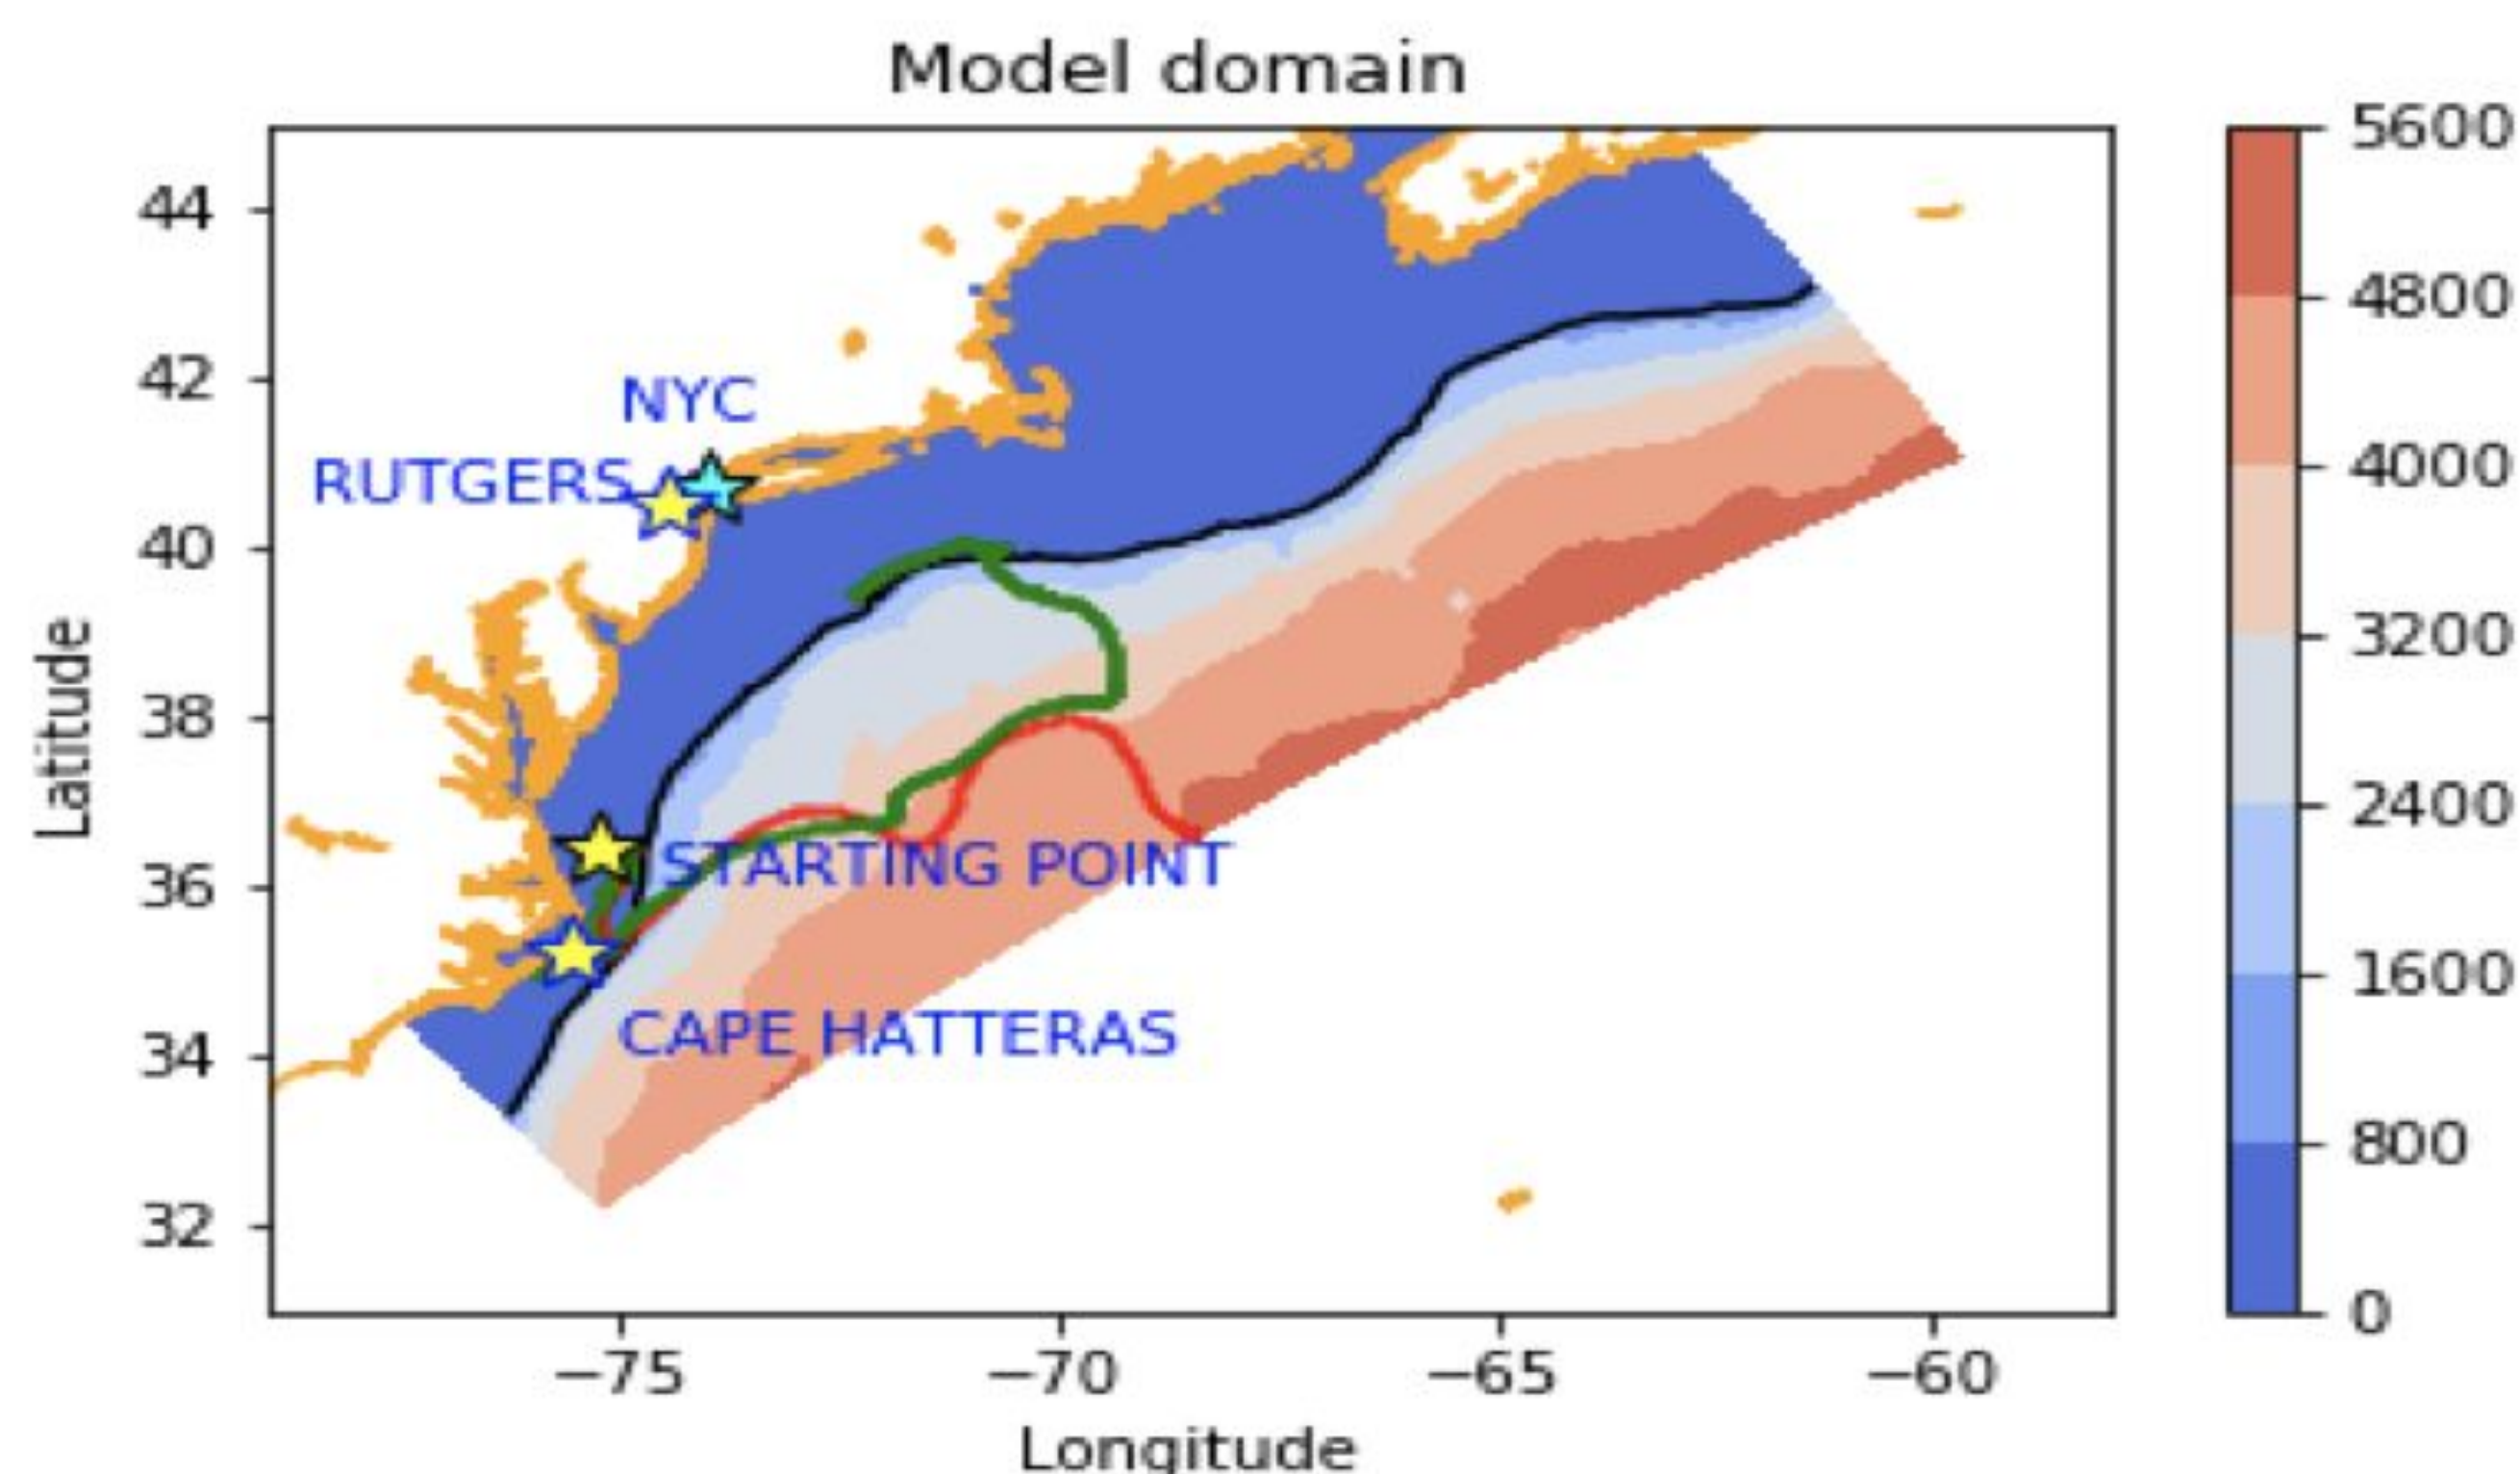 Model domain
5600
44
4800
42
NYC
4000
RUTGERS
40
3200
38
Latitude
2400
STARTING POINT
36
1600
CAPE HATTERAS
34
800
32
0
−75 −70 −65 −60
Longitude